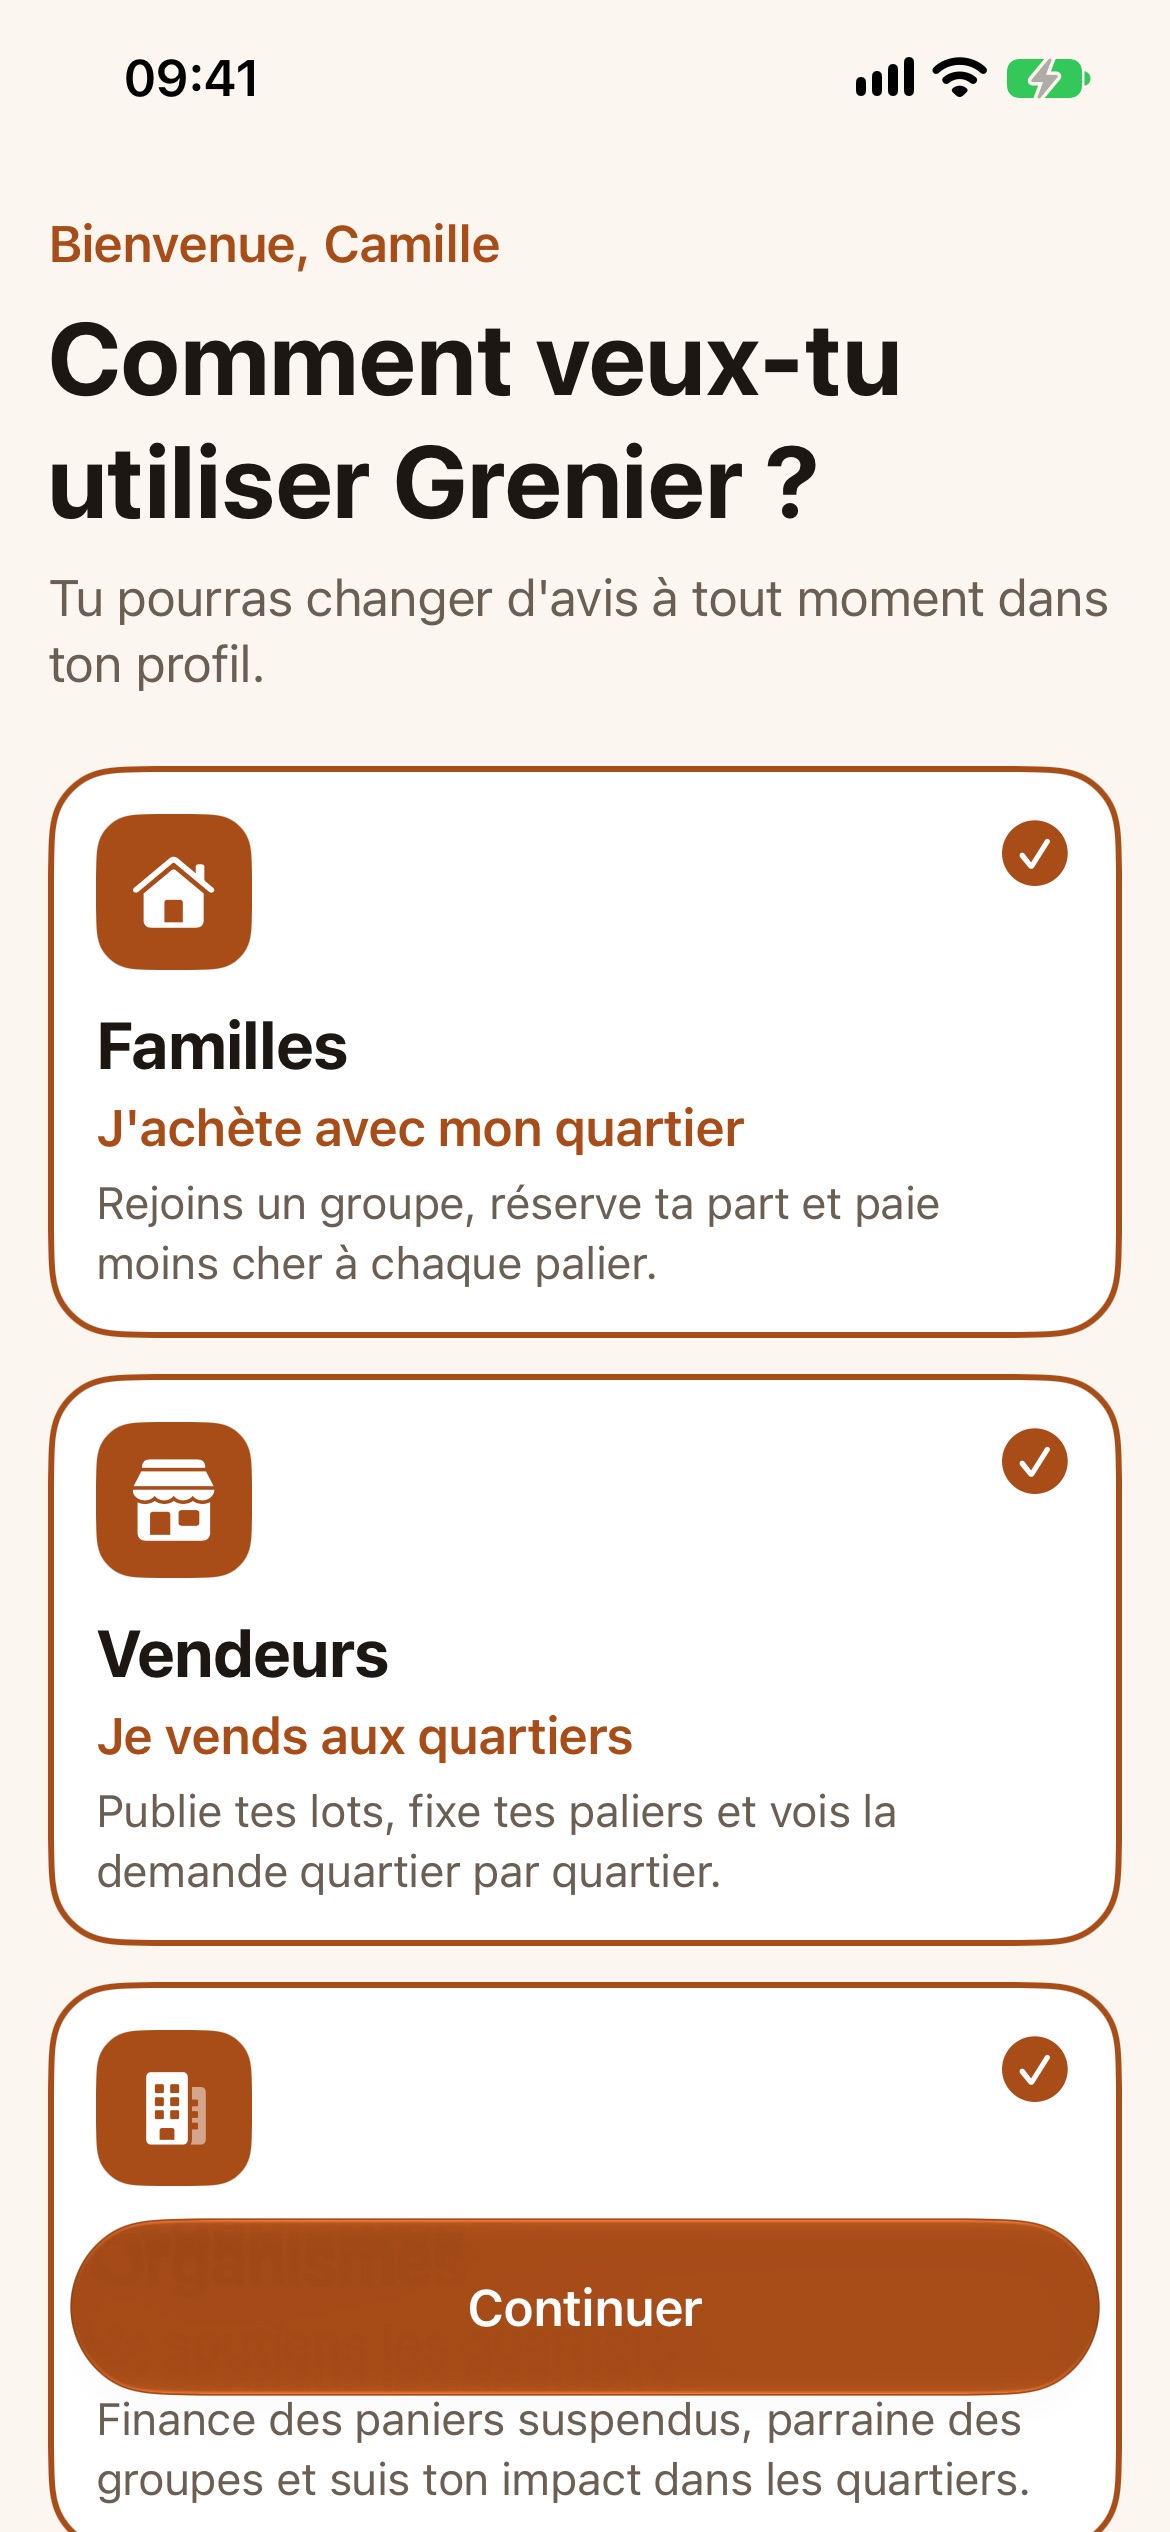 09:41
Bienvenue, Camille
Comment veux-tu
utiliser Grenier ?
Tu pourras changer d'avis à tout moment dans
ton profil.
Familles
J'achète avec mon quartier
Rejoins un groupe, réserve ta part et paie
moins cher à chaque palier.
Vendeurs
Je vends aux quartiers
Publie tes lots, fixe tes paliers et vois la
demande quartier par quartier.
Organismes
soutiens les
Continuer
Finance des paniers suspendus, parraine des
groupes et suis ton impact dans les quartiers.